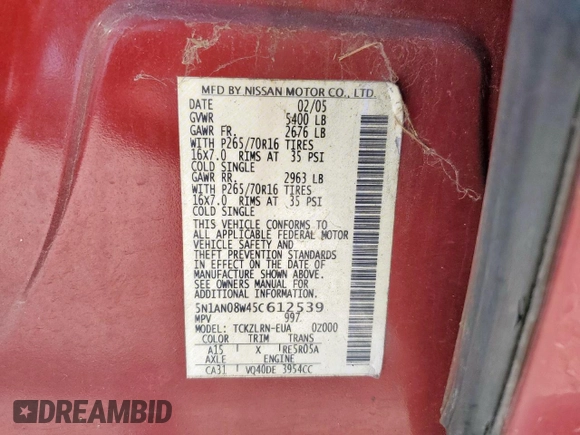 MFD BY NISSAN MOTOR CO., LTD.
DATE 02/05
GVWR 5400 LB
GAWR FR. 2676 LB
WITH P265/70R16 TIRES
16X7.0 RIMS AT 35 PSI
COLD SINGLE
GAWR RR. 2963 LB
WITH P265/70R16 TIRES
16X7.0 RIMS AT 35 PSI
COLD SINGLE
THIS VEHICLE CONFORMS TO
ALL APPLICABLE FEDERAL MOTOR
VEHICLE SAFETY AND
THEFT PREVENTION STANDARDS
IN EFFECT ON THE DATE OF
MANUFACTURE SHOWN ABOVE.
SEE OWNERS MANUAL FOR
ADDITIONAL INFORMATION
5N1AN08W45C612539
MPV 997
MODEL: TCKZLRN-EUA 02000
COLOR TRIM TRANS
A15 X RE5R05A
AXLE ENGINE
CA31 VQ40DE 3954CC
DREAMBID